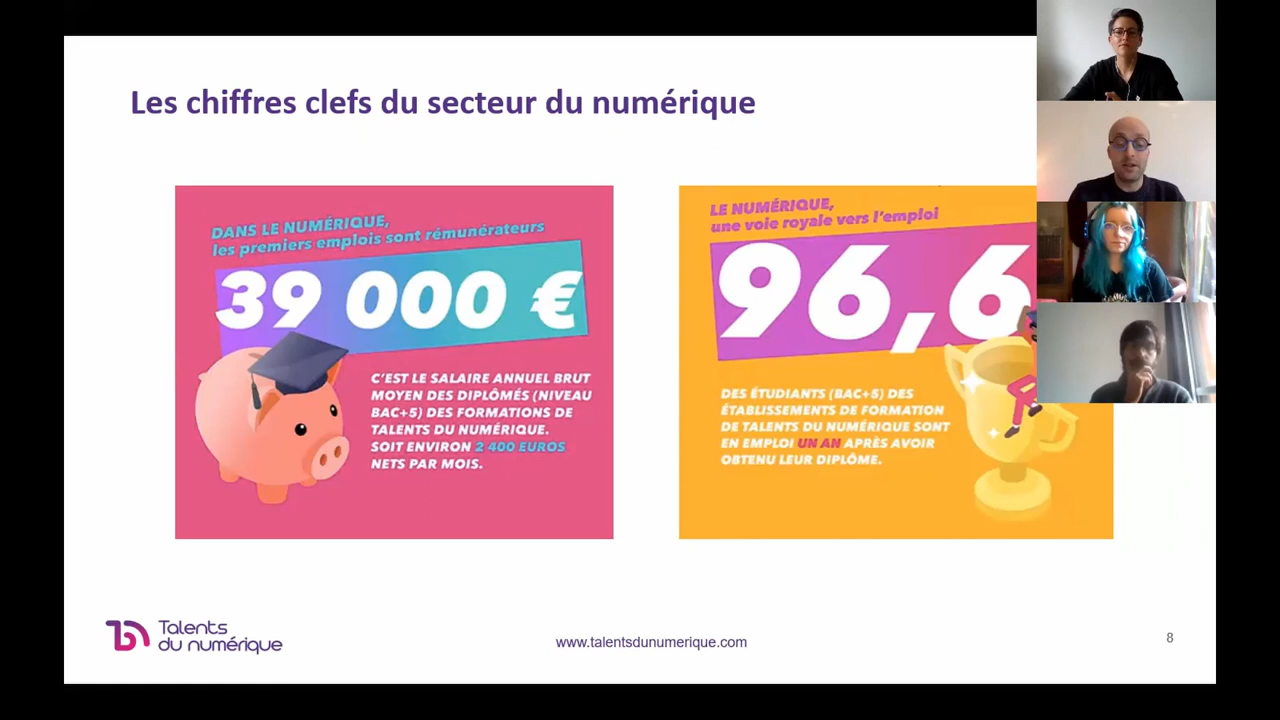 Les chiffres clefs du secteur du numérique
DANS LE NUMÉRIQUE,
les premiers emplois sont rémunérateurs
39 000 €
C'EST LE SALAIRE ANNUEL BRUT
MOYEN DES DIPLÔMÉS (NIVEAU
BAC+5) DES FORMATIONS DE
TALENTS DU NUMÉRIQUE.
SOIT ENVIRON 2 400 EUROS
NETS PAR MOIS.
LE NUMÉRIQUE,
une voie royale vers l'emploi
96,6
DES ÉTUDIANTS (BAC+5) DES
ÉTABLISSEMENTS DE FORMATION
DE TALENTS DU NUMÉRIQUE SONT
EN EMPLOI UN AN APRÈS AVOIR
OBTENU LEUR DIPLÔME.
Talents
du numérique
www.talentsdunumerique.com
8